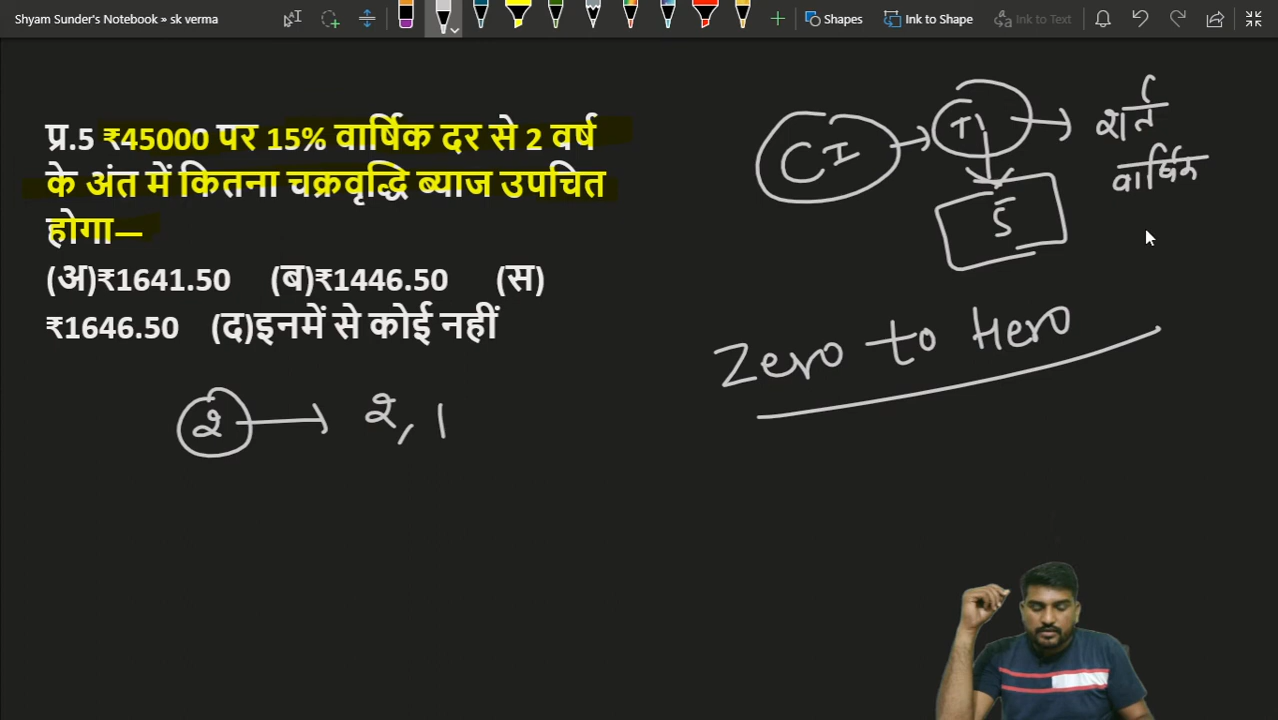 Shyam Sunder's Notebook » sk verma
Shapes
Ink to Shape
Ink to Text
प्र.5 ₹45000 पर 15% वार्षिक दर से 2 वर्ष
के अंत में कितना चक्रवृद्धि ब्याज उपचित
होगा—
(अ)₹1641.50 (ब)₹1446.50 (स)
₹1646.50 (द)इनमें से कोई नहीं
CI
T1
शर्त
वार्षिक
5
Zero to Hero
2
2, 1